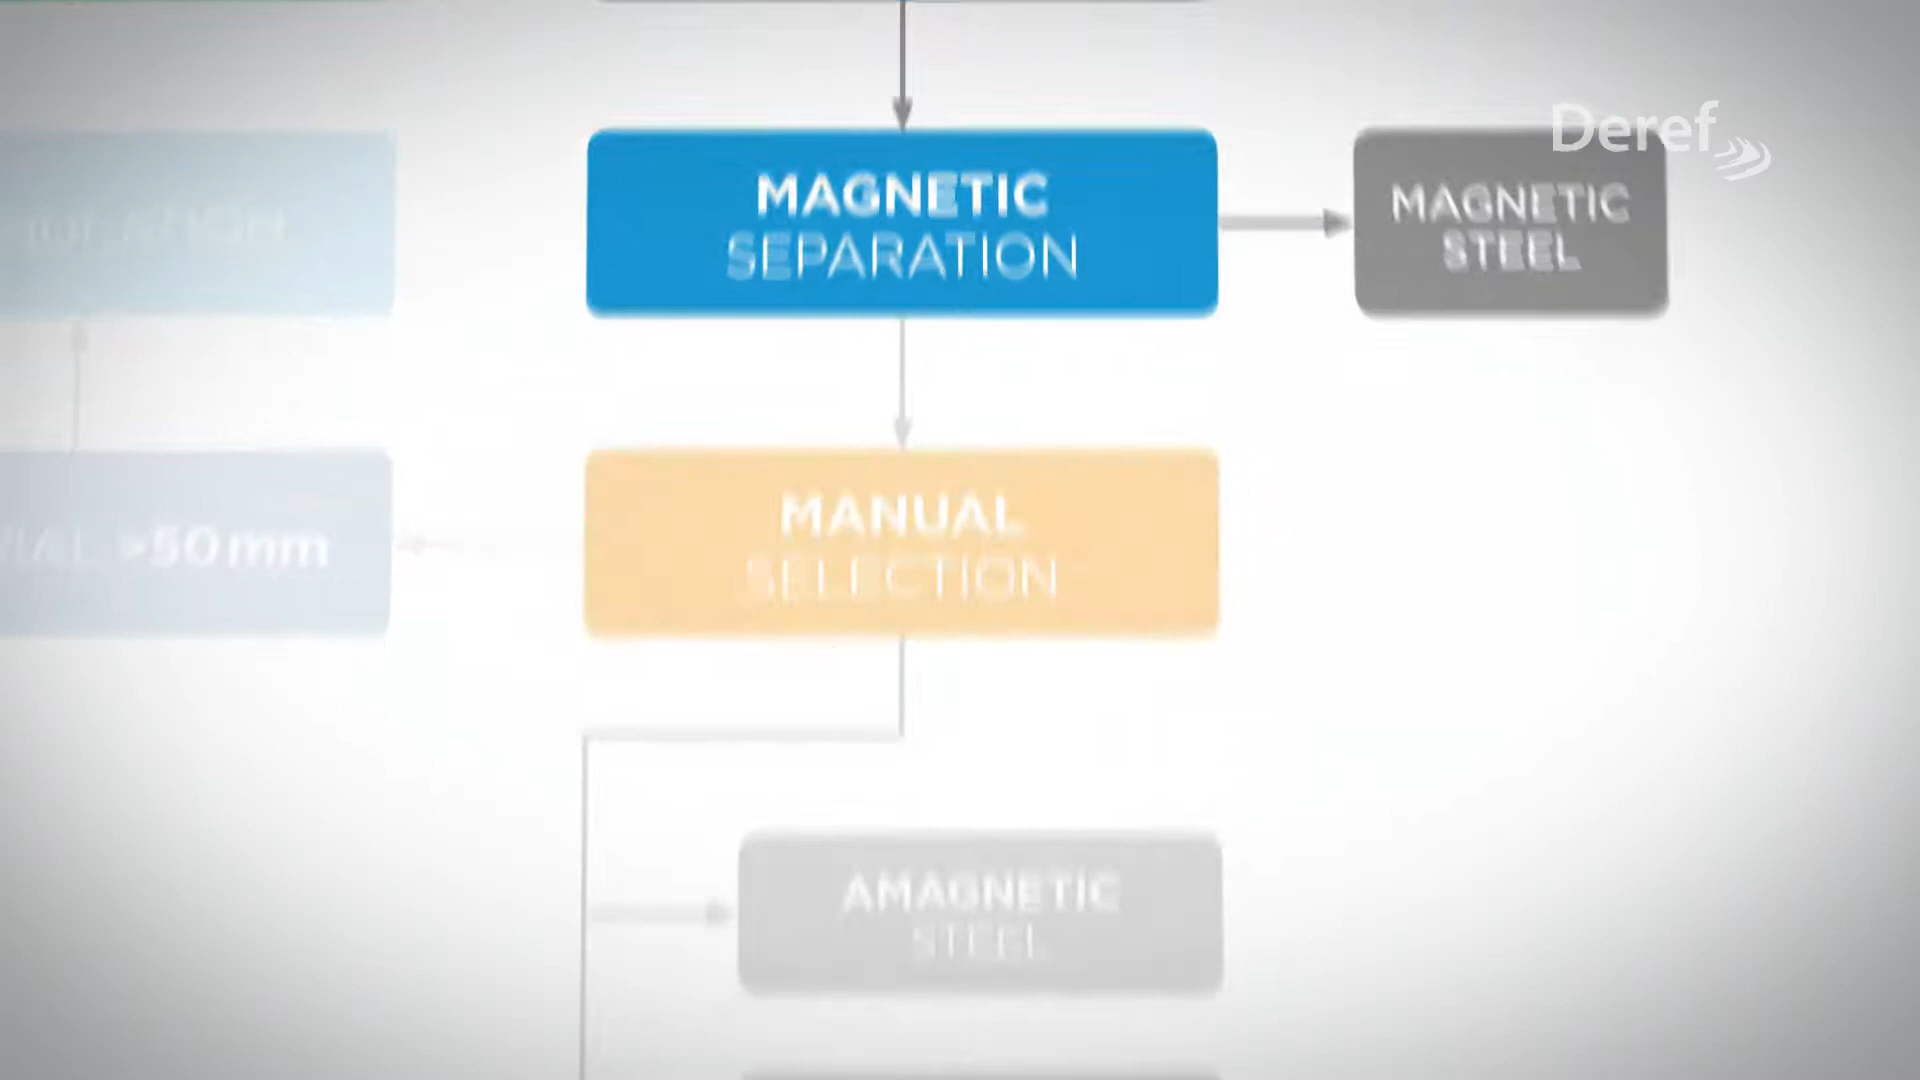 Deref
MAGNETIC
SEPARATION
MAGNETIC
STEEL
MANUAL
SELECTION
>50mm
AMAGNETIC
STEEL